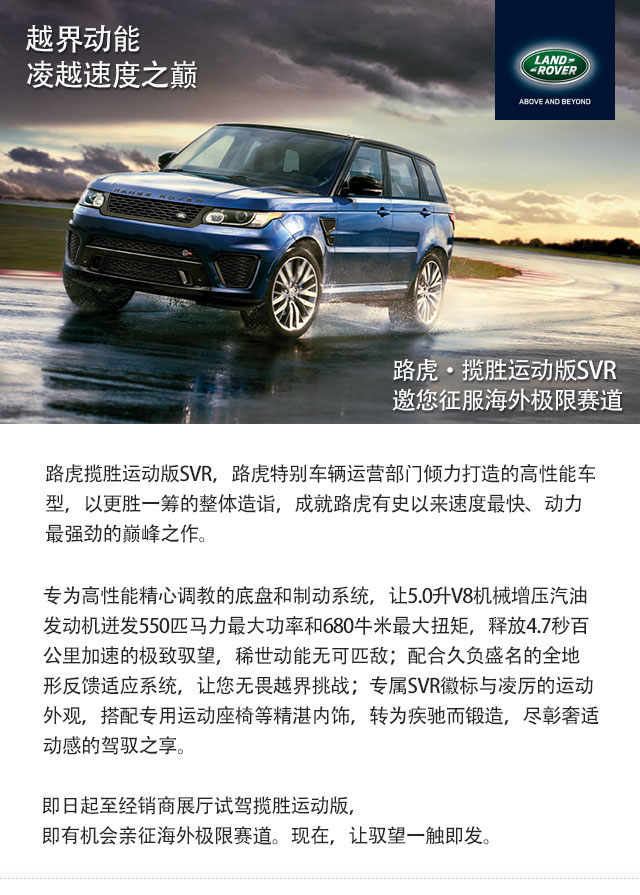 越界动能
凌越速度之巅
LAND
ROVER
ABOVE AND BEYOND
RANGE ROVER
路虎·揽胜运动版SVR
邀您征服海外极限赛道
路虎揽胜运动版SVR，路虎特别车辆运营部门倾力打造的高性能车
型，以更胜一筹的整体造诣，成就路虎有史以来速度最快、动力
最强劲的巅峰之作。
专为高性能精心调教的底盘和制动系统，让5.0升V8机械增压汽油
发动机迸发550匹马力最大功率和680牛米最大扭矩，释放4.7秒百
公里加速的极致驭望，稀世动能无可匹敌；配合久负盛名的全地
形反馈适应系统，让您无畏越界挑战；专属SVR徽标与凌厉的运动
外观，搭配专用运动座椅等精湛内饰，转为疾驰而锻造，尽彰奢适
动感的驾驭之享。
即日起至经销商展厅试驾揽胜运动版，
即有机会亲征海外极限赛道。现在，让驭望一触即发。